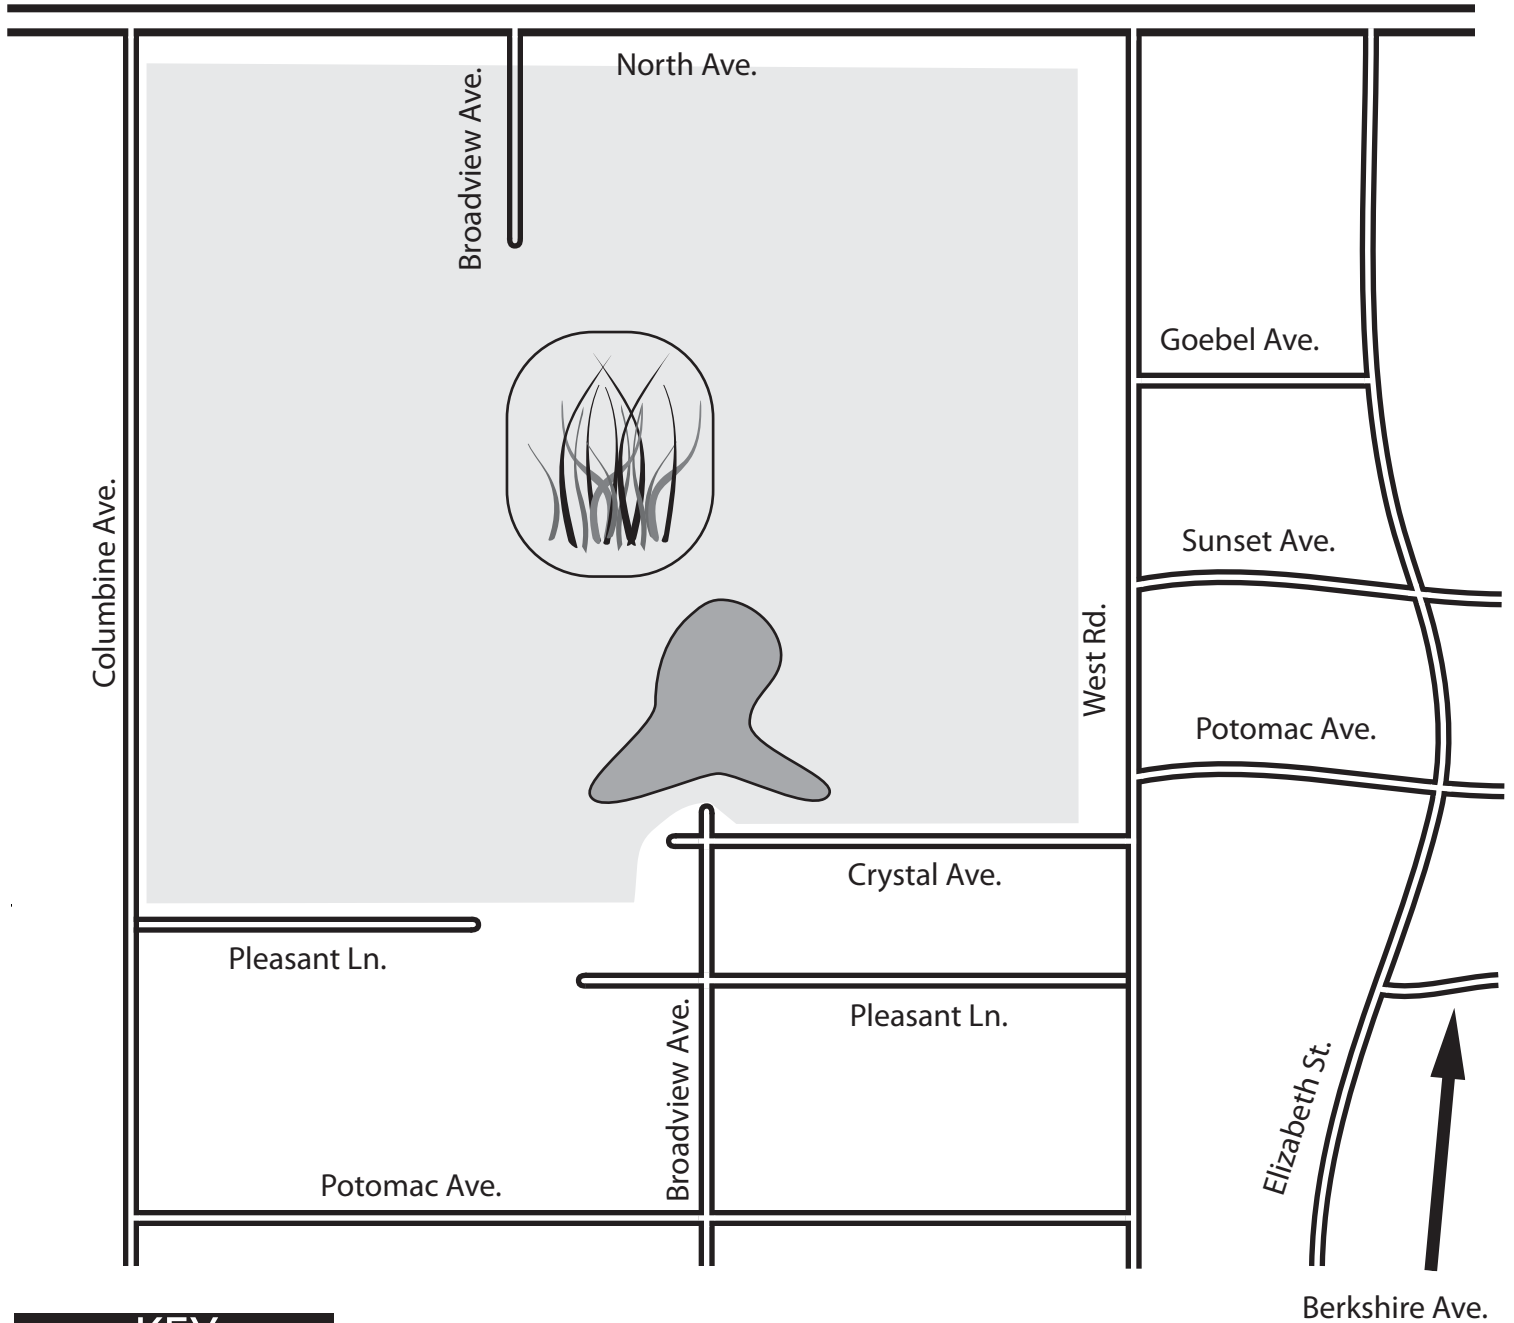 North Ave.
Broadview Ave.
Goebel Ave.
Columbine Ave.
Sunset Ave.
West Rd.
Potomac Ave.
Crystal Ave.
Pleasant Ln.
Pleasant Ln.
Broadview Ave.
Elizabeth St.
Potomac Ave.
Berkshire Ave.
KEY